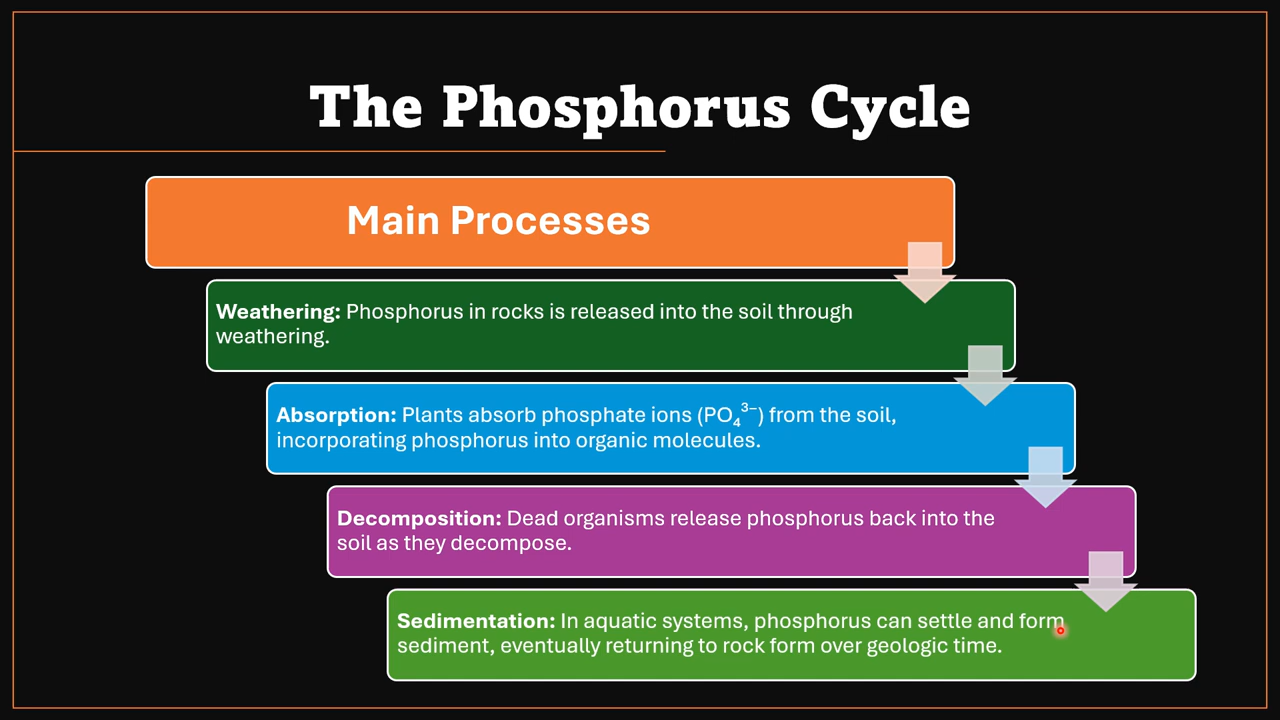 The Phosphorus Cycle
Main Processes
Weathering: Phosphorus in rocks is released into the soil through
weathering.
Absorption: Plants absorb phosphate ions (PO₄³⁻) from the soil,
incorporating phosphorus into organic molecules.
Decomposition: Dead organisms release phosphorus back into the
soil as they decompose.
Sedimentation: In aquatic systems, phosphorus can settle and form
sediment, eventually returning to rock form over geologic time.